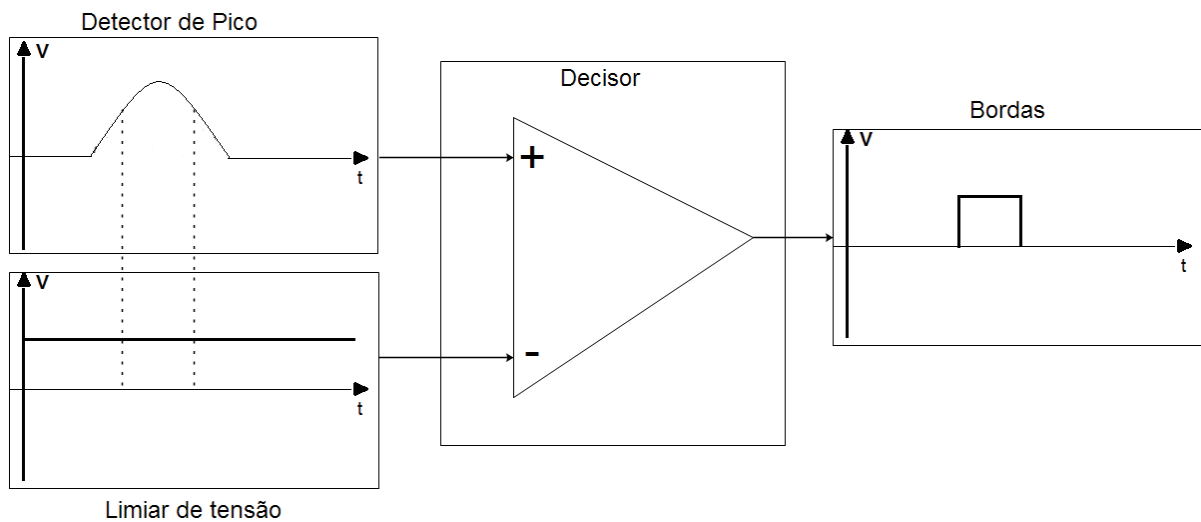 Detector de Pico
V
t
Decisor
+
-
Bordas
V
t
V
t
Limiar de tensão